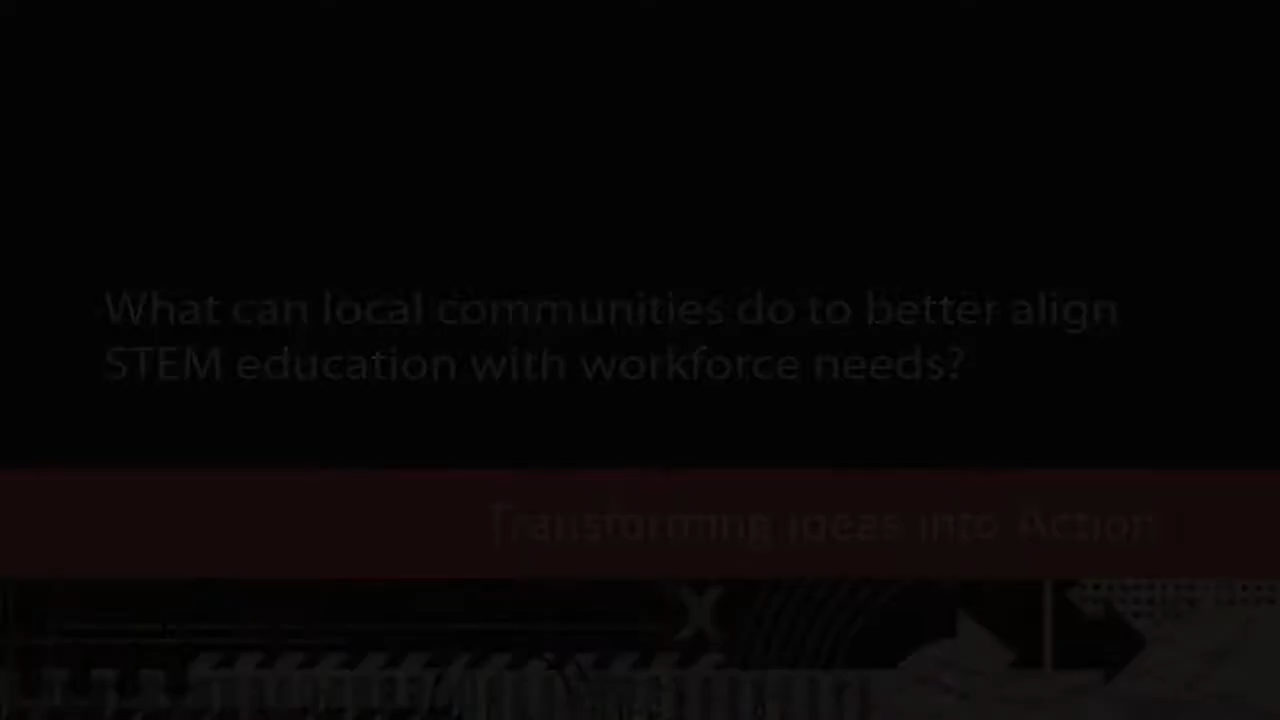 What can local communities do to better align
STEM education with workforce needs?
Transforming Ideas into Action
X